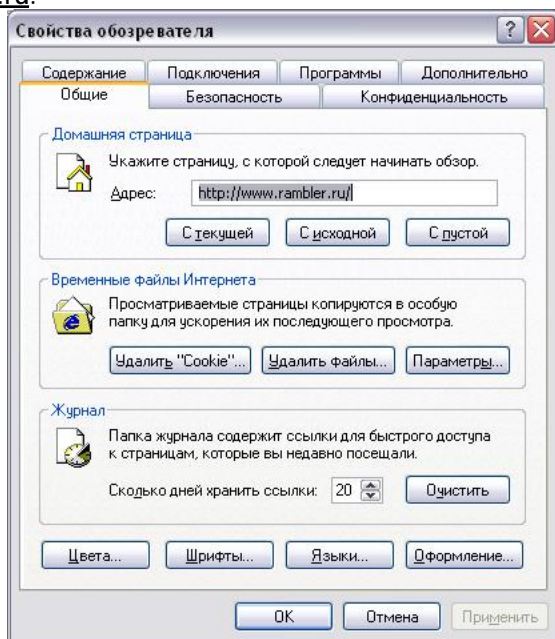 ru.
Свойства обозревателя
Содержание Подключения Программы Дополнительно
Общие Безопасность Конфиденциальность
Домашняя страница
Укажите страницу, с которой следует начинать обзор.
Адрес: http://www.rambler.ru/
С текущей С исходной С пустой
Временные файлы Интернета
Просматриваемые страницы копируются в особую
папку для ускорения их последующего просмотра.
Удалить "Cookie"... Удалить файлы... Параметры...
Журнал
Папка журнала содержит ссылки для быстрого доступа
к страницам, которые вы недавно посещали.
Сколько дней хранить ссылки: 20 Очистить
Цвета... Шрифты... Языки... Оформление...
OK Отмена Применить